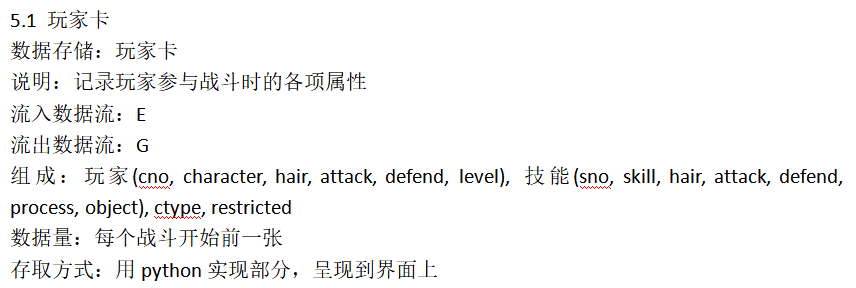 5.1 玩家卡
数据存储：玩家卡
说明：记录玩家参与战斗时的各项属性
流入数据流：E
流出数据流：G
组成：玩家(cno, character, hair, attack, defend, level), 技能(sno, skill, hair, attack, defend,
process, object), ctype, restricted
数据量：每个战斗开始前一张
存取方式：用 python 实现部分，呈现到界面上